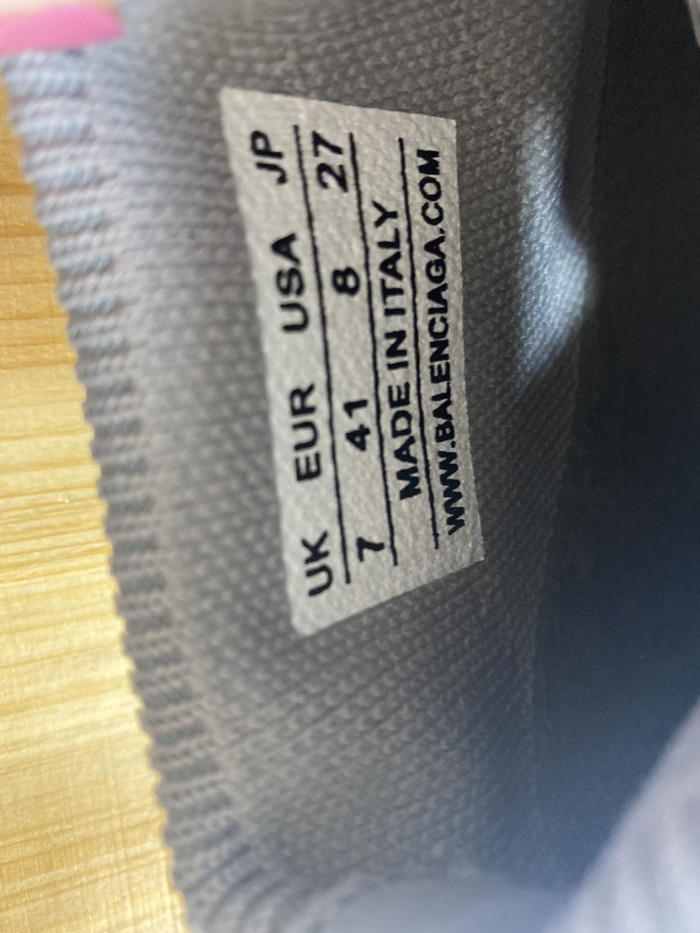 UK EUR USA JP
7 41 8 27
MADE IN ITALY
WWW.BALENCIAGA.COM